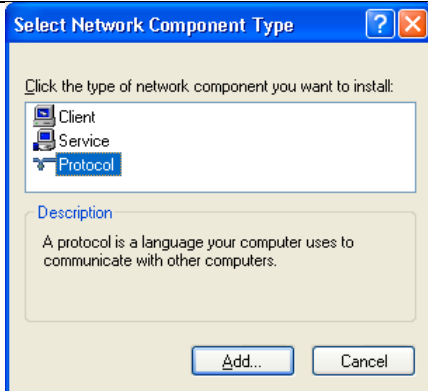 Select Network Component Type
Click the type of network component you want to install:
Client
Service
Protocol
Description
A protocol is a language your computer uses to
communicate with other computers.
Add... Cancel